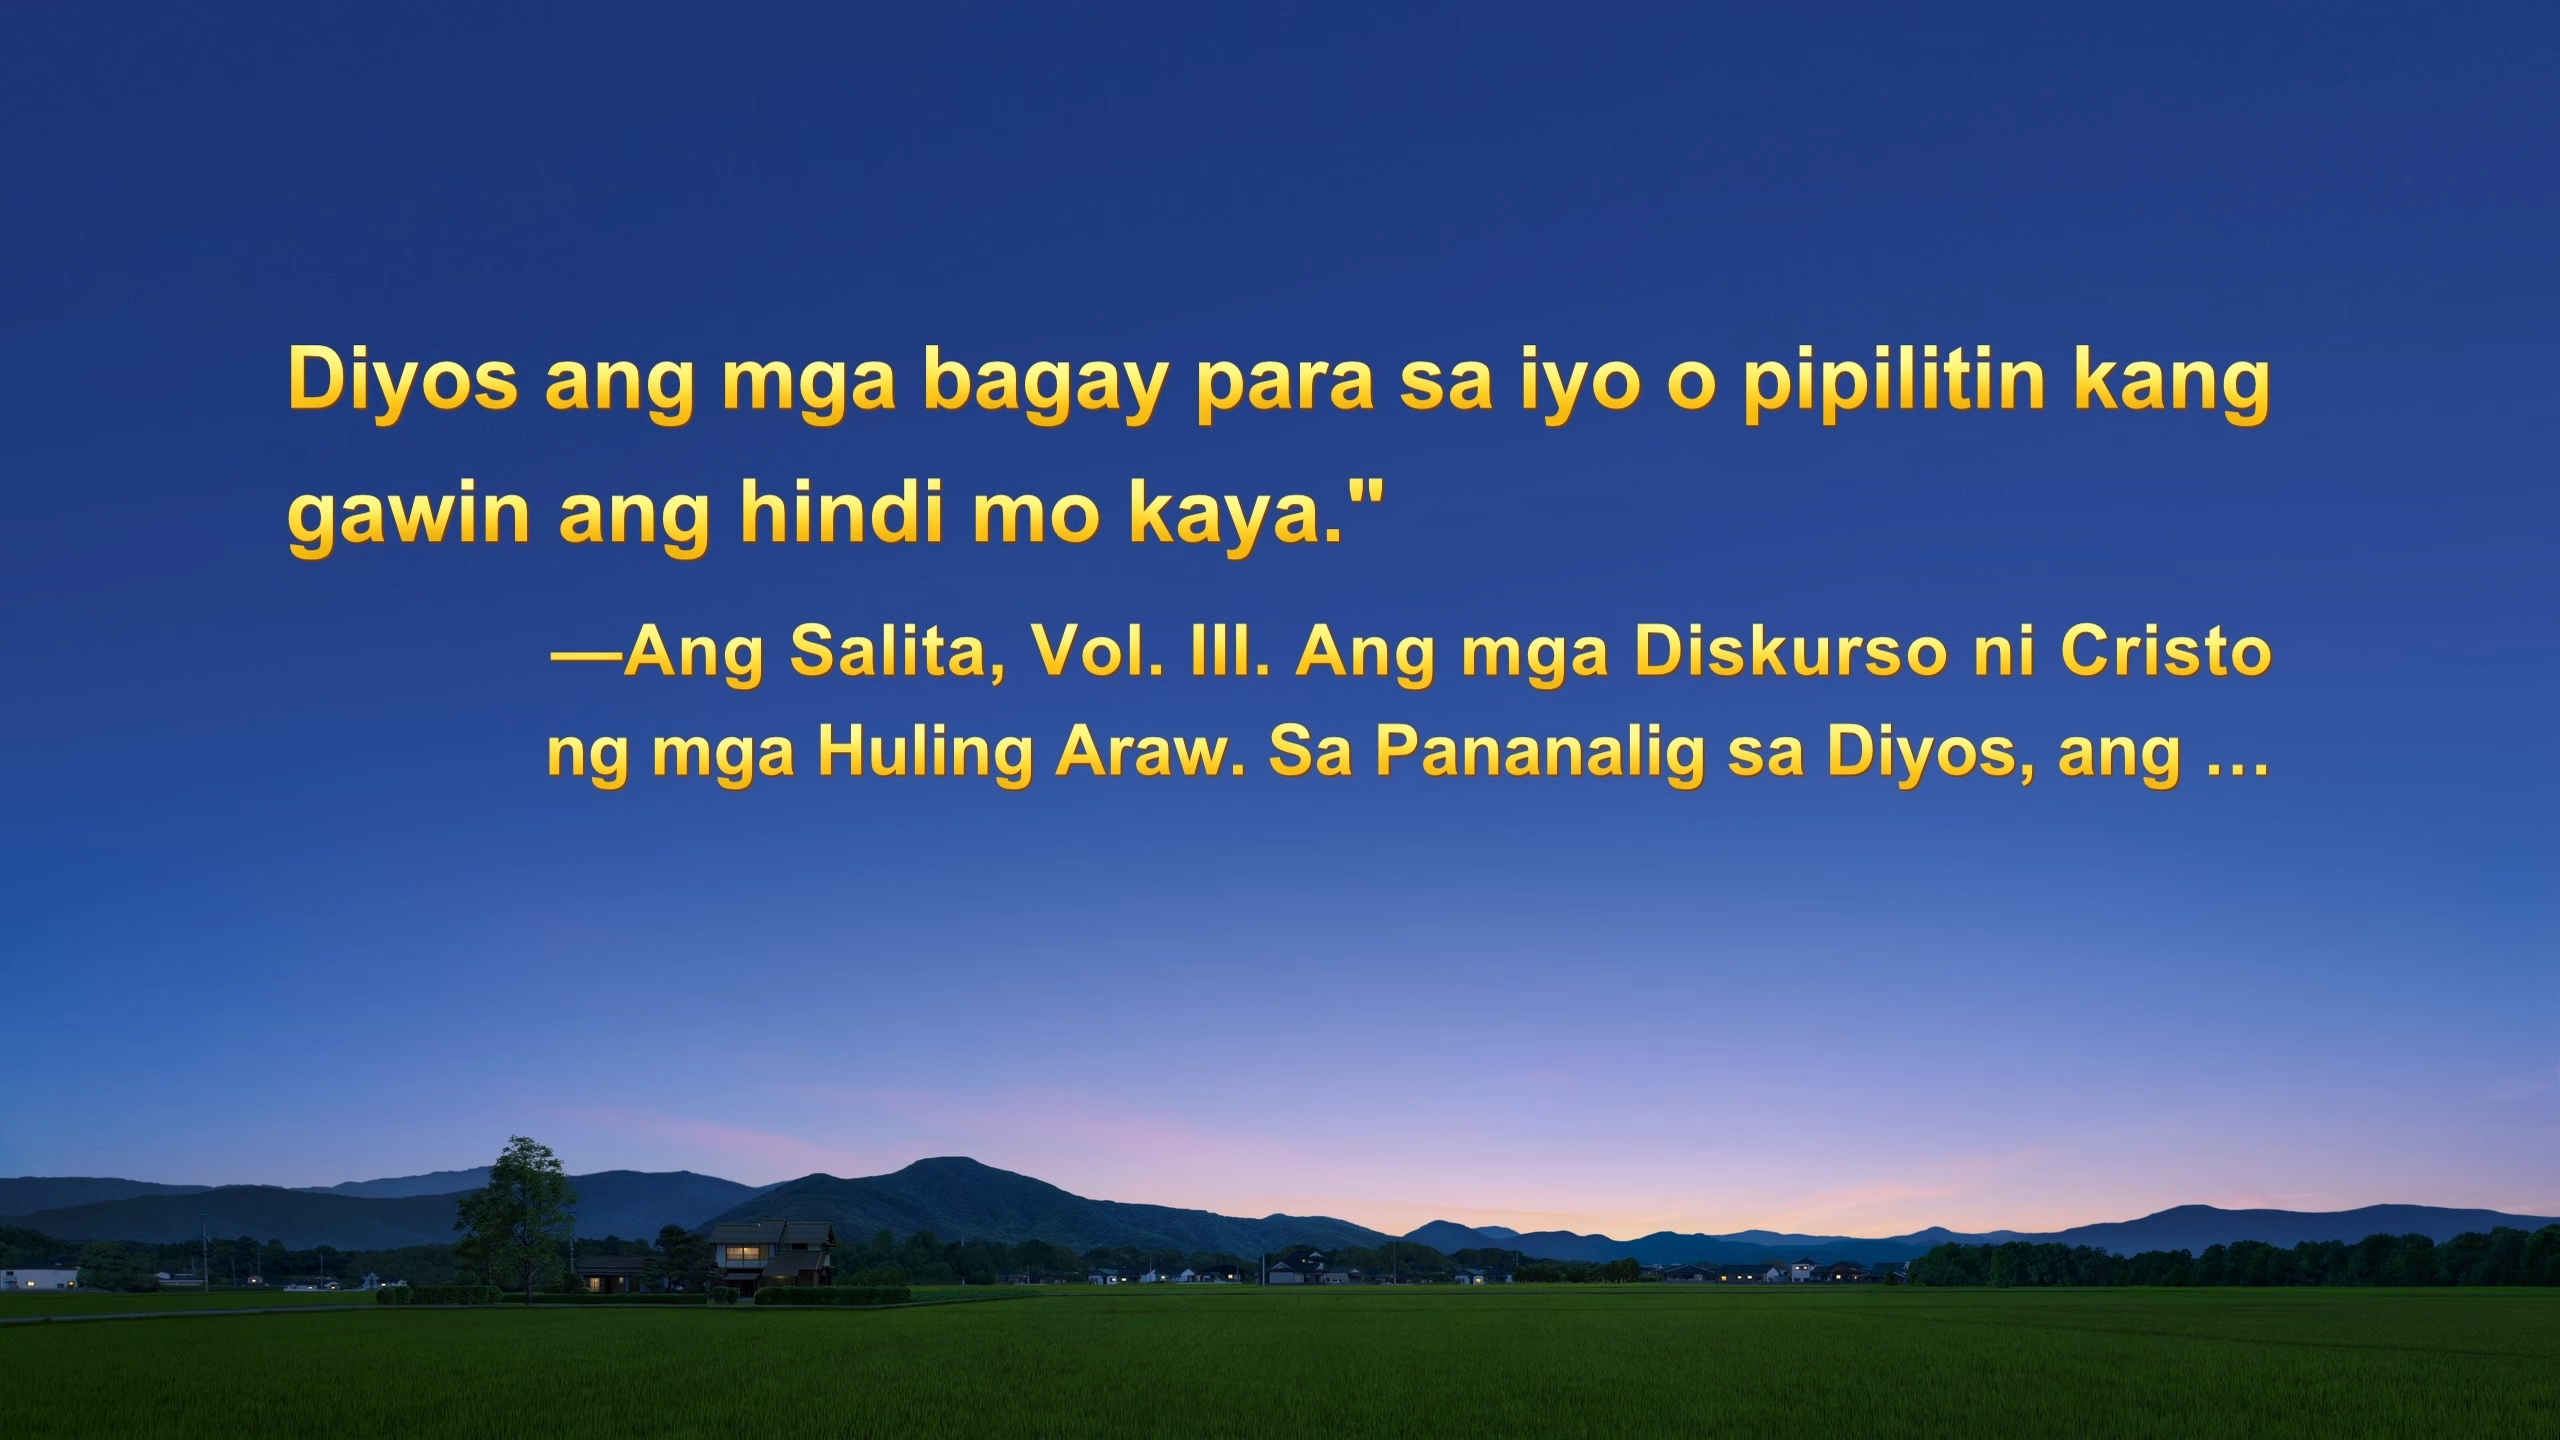 Diyos ang mga bagay para sa iyo o pipilitin kang
gawin ang hindi mo kaya."
—Ang Salita, Vol. III. Ang mga Diskurso ni Cristo
ng mga Huling Araw. Sa Pananalig sa Diyos, ang …